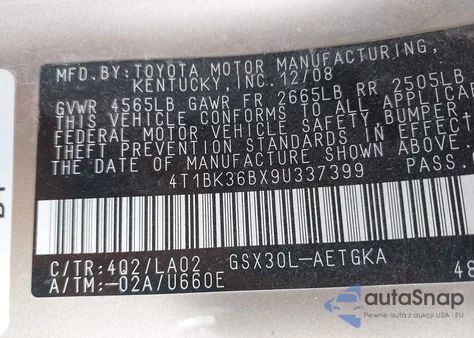 MFD.BY: TOYOTA MOTOR MANUFACTURING,
KENTUCKY, INC. 12/08
GVWR 4565LB GAWR FR 2665LB RR 2505LB
THIS VEHICLE CONFORMS TO ALL APPLICAB
FEDERAL MOTOR VEHICLE SAFETY, BUMPER,
THEFT PREVENTION STANDARDS IN EFFECT
THE DATE OF MANUFACTURE SHOWN ABOVE.
4T1BK36BX9U337399 PASS.
C/TR: 4Q2/LA02 GSX30L-AETGKA
A/TM:-02A/U660E 48
autoSnap
Pewne auta z USA i EU